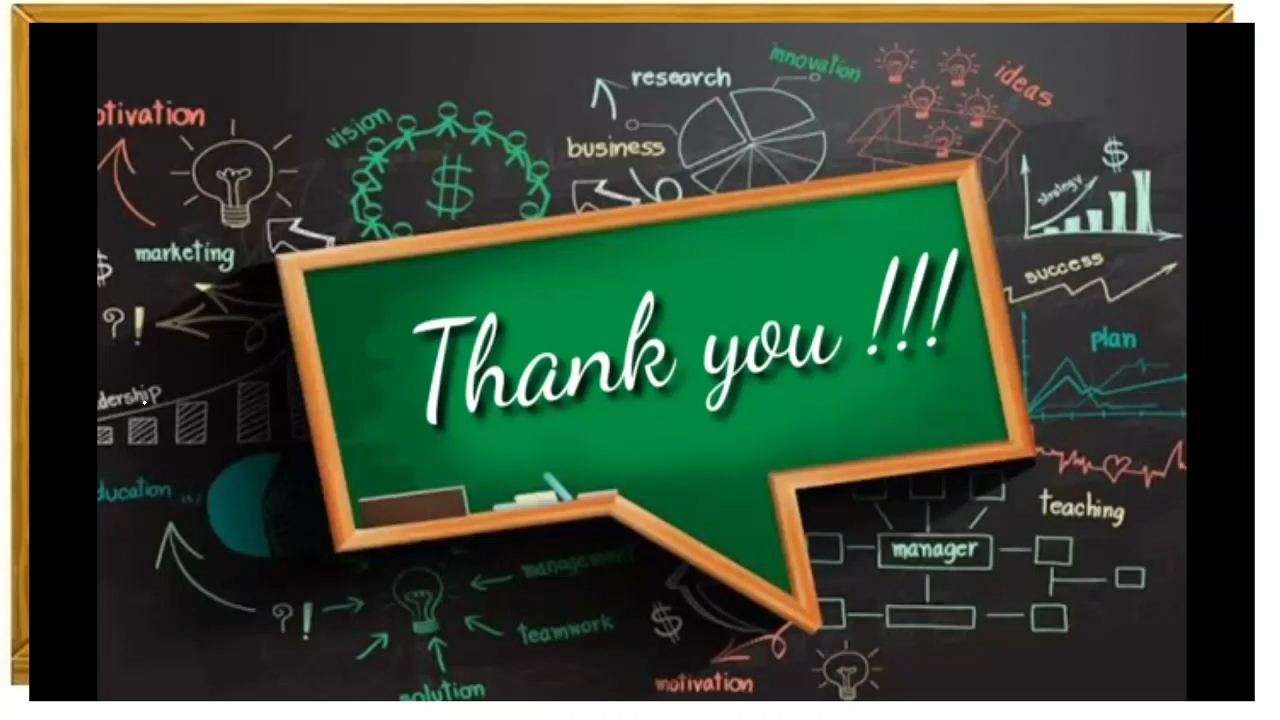 innovation
research
ideas
otivation
vision
business
$
$
strategy
marketing
$
success
?!
Thank you !!!
plan
dership
ducation
teaching
manager
management
?!
teamwork
$
motivation
solution